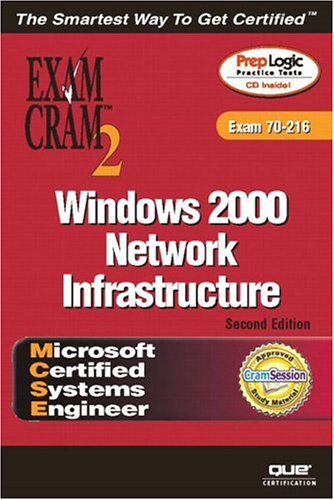 The Smartest Way To Get Certified™
EXAM
CRAM™
2
PrepLogic
Practice Tests
CD Inside!
Exam 70-216
Windows 2000
Network
Infrastructure
Second Edition
Microsoft
Certified
Systems
Engineer
Approved
CramSession
Study Material
que®
CERTIFICATION